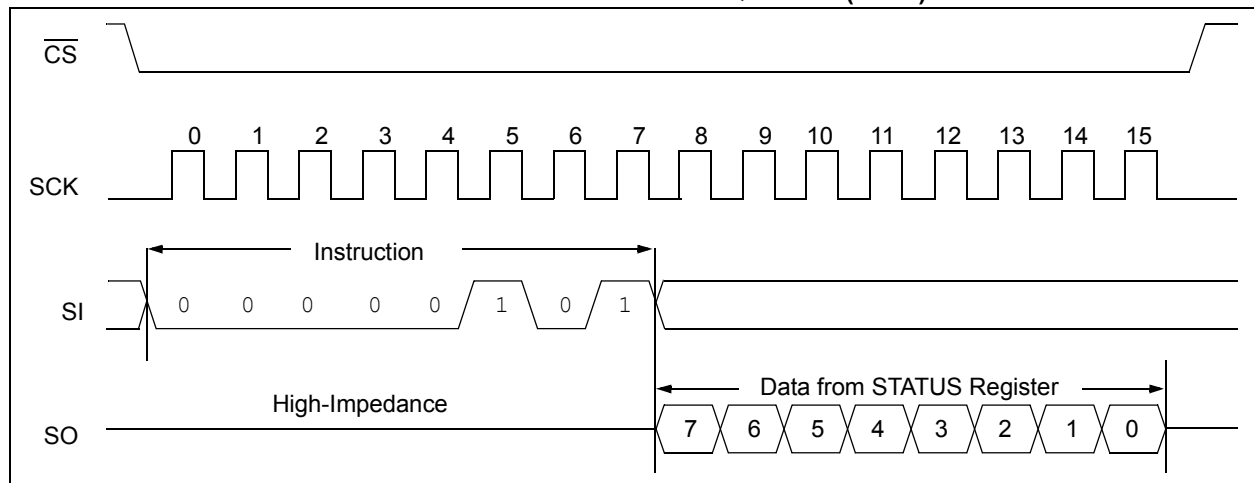 CS
0 1 2 3 4 5 6 7 8 9 10 11 12 13 14 15
SCK
Instruction
SI 0 0 0 0 0 1 0 1
Data from STATUS Register
High-Impedance
SO 7 6 5 4 3 2 1 0